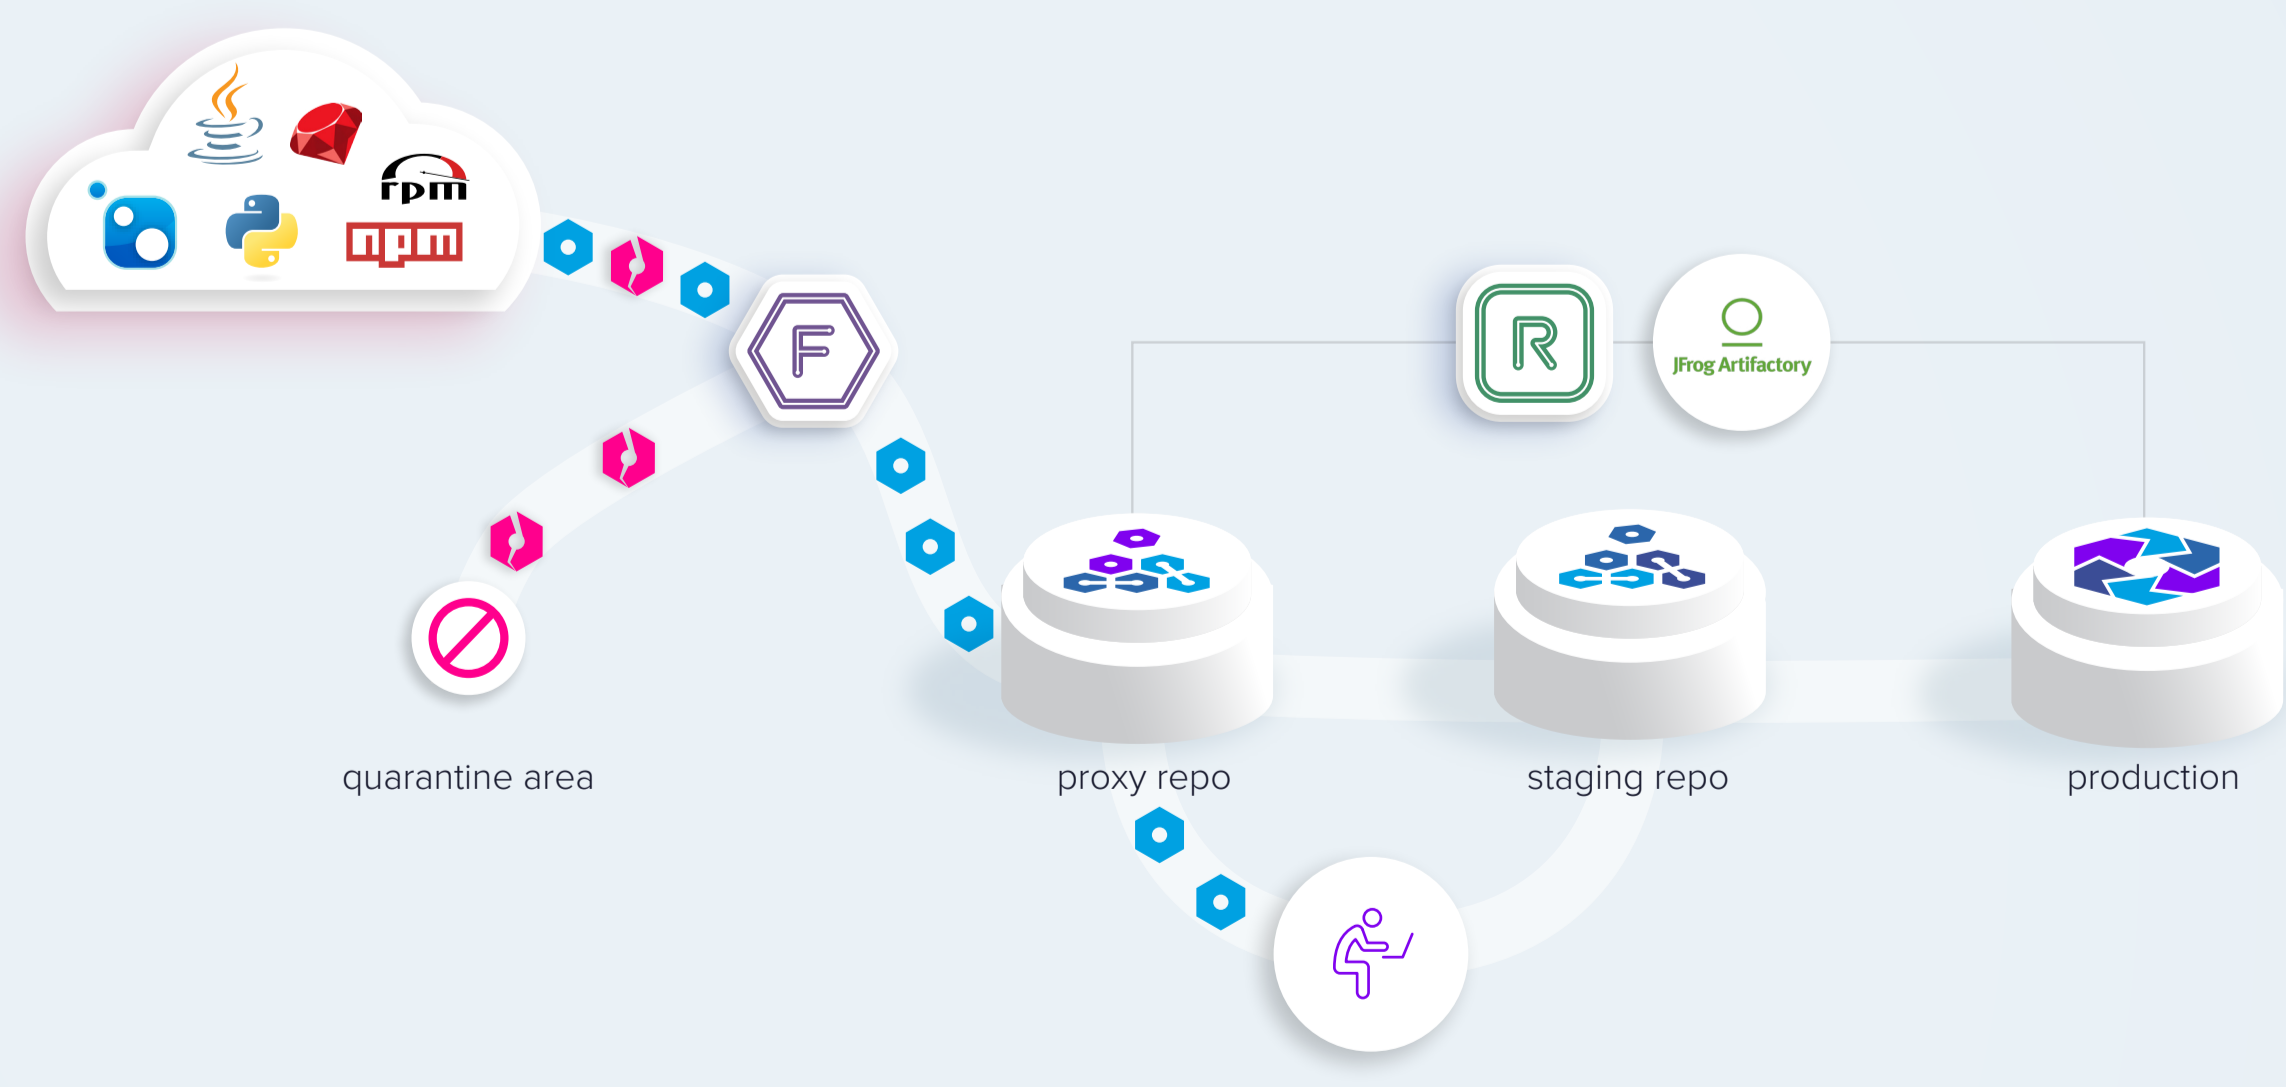 rpm
npm
F
R
JFrog Artifactory
quarantine area
proxy repo
staging repo
production